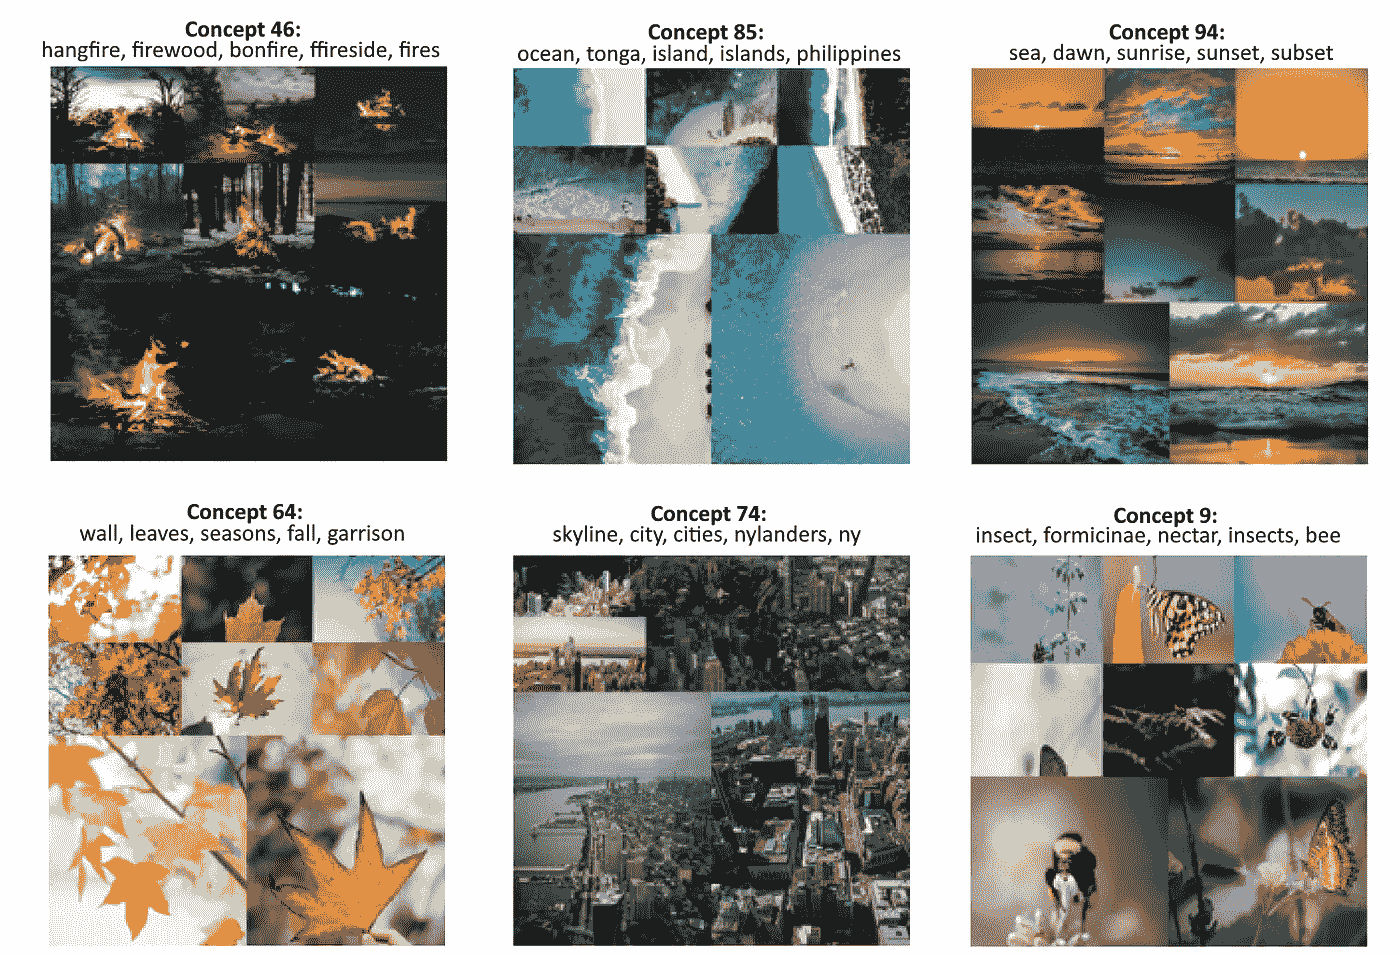 Concept 46:
hangfire, firewood, bonfire, ffireside, fires
Concept 85:
ocean, tonga, island, islands, philippines
Concept 94:
sea, dawn, sunrise, sunset, subset
Concept 64:
wall, leaves, seasons, fall, garrison
Concept 74:
skyline, city, cities, nylanders, ny
Concept 9:
insect, formicinae, nectar, insects, bee